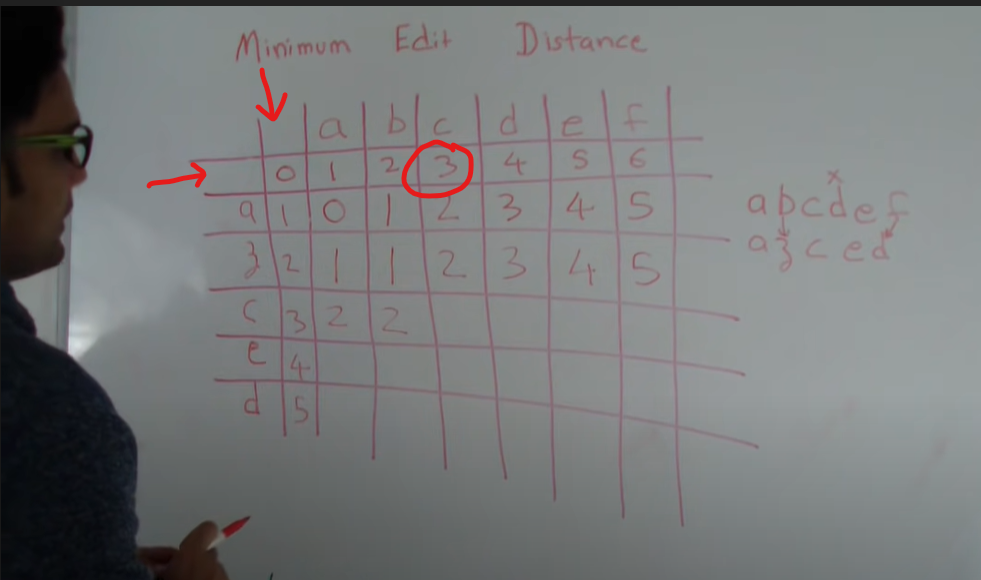 Minimum Edit Distance
a b c d e f
0 1 2 3 4 5 6
a 1 0 1 2 3 4 5
z 2 1 1 2 3 4 5
c 3 2 2
e 4
d 5
x
abcdef
azced